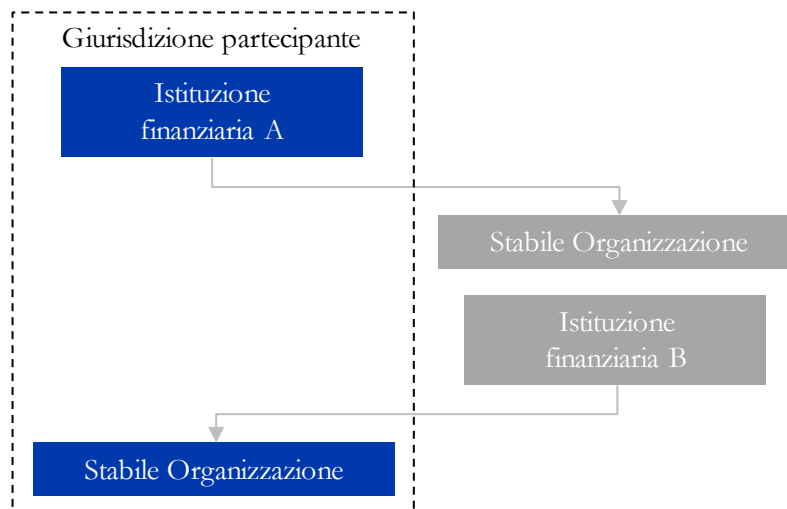 Giurisdizione partecipante
Istituzione
finanziaria A
Stabile Organizzazione
Istituzione
finanziaria B
Stabile Organizzazione